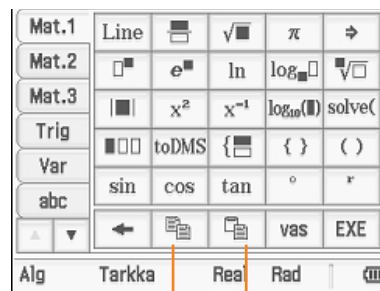 Mat.1 Line √■ π ⇒
Mat.2 □■ e■ ln log■□ ■√□
Mat.3 |■| x² x⁻¹ log₁₀(■) solve(
Trig ■□□ toDMS { } ( )
Var
abc sin cos tan ° r
▲ ▼ ← vas EXE
Alg Tarkka Real Rad